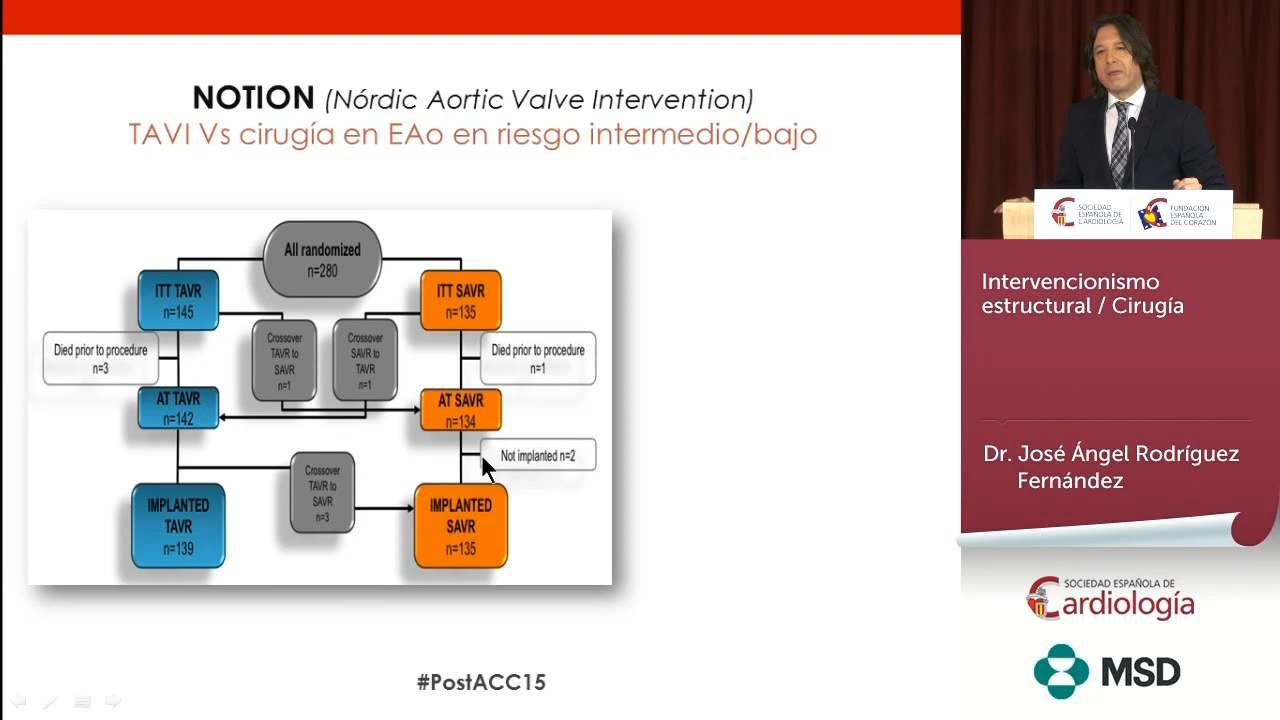 NOTION (Nórdic Aortic Valve Intervention)
TAVI Vs cirugía en EAo en riesgo intermedio/bajo
All randomized
n=280
ITT TAVR
n=145
ITT SAVR
n=135
Crossover
TAVR to
SAVR
n=1
Crossover
SAVR to
TAVR
n=1
Died prior to procedure
n=3
Died prior to procedure
n=1
AT TAVR
n=142
AT SAVR
n=134
Not implanted n=2
Crossover
TAVR to
SAVR
n=3
IMPLANTED
TAVR
n=139
IMPLANTED
SAVR
n=135
#PostACC15
SOCIEDAD
ESPAÑOLA DE
CARDIOLOGÍA
FUNDACIÓN
ESPAÑOLA
DEL CORAZÓN
Intervencionismo
estructural / Cirugía
Dr. José Ángel Rodríguez
Fernández
SOCIEDAD ESPAÑOLA DE
Cardiología
MSD